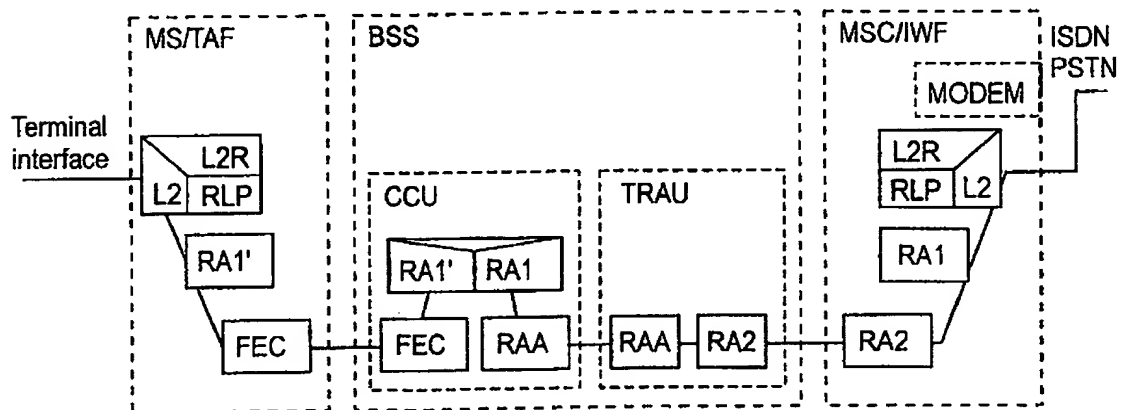 MS/TAF
BSS
MSC/IWF
ISDN
PSTN
MODEM
Terminal
interface
L2R
L2
RLP
L2R
RLP
L2
CCU
TRAU
RA1'
RA1'
RA1
RA1
FEC
FEC
RAA
RAA
RA2
RA2